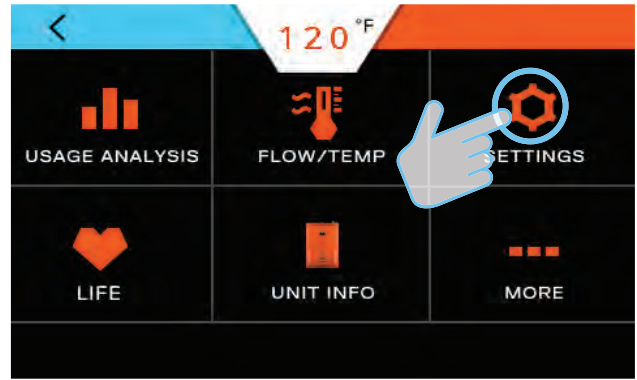 120 °F
USAGE ANALYSIS
FLOW/TEMP
SETTINGS
LIFE
UNIT INFO
MORE